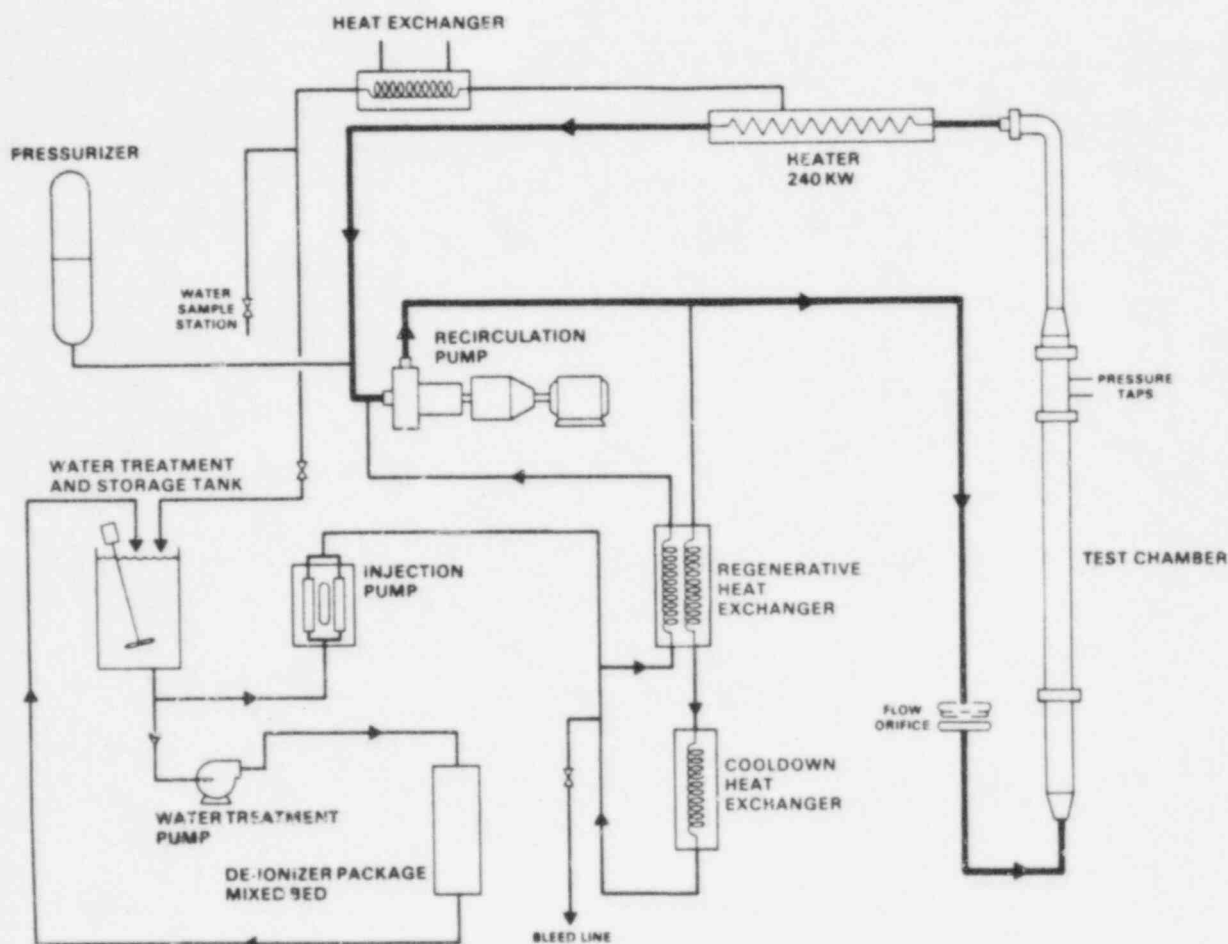 HEAT EXCHANGER
PRESSURIZER
HEATER
240 KW
WATER
SAMPLE
STATION
RECIRCULATION
PUMP
PRESSURE
TAPS
WATER TREATMENT
AND STORAGE TANK
INJECTION
PUMP
REGENERATIVE
HEAT
EXCHANGER
TEST CHAMBER
FLOW
ORIFICE
COOLDOWN
HEAT
EXCHANGER
WATER TREATMENT
PUMP
DE-IONIZER PACKAGE
MIXED BED
BLEED LINE